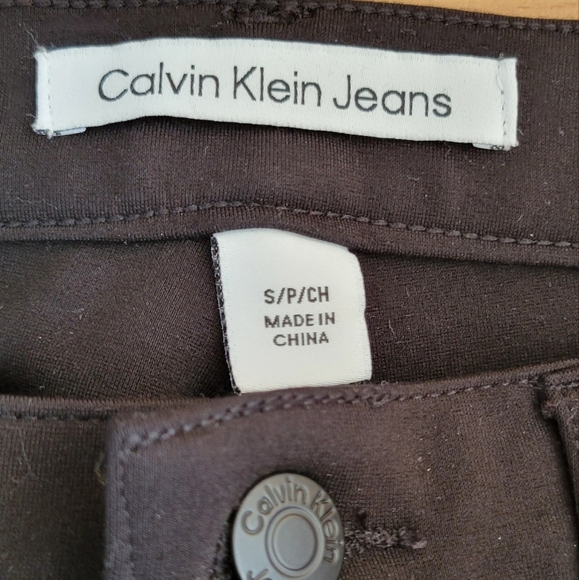 Calvin Klein Jeans
S/P/CH
MADE IN
CHINA
Calvin Klein